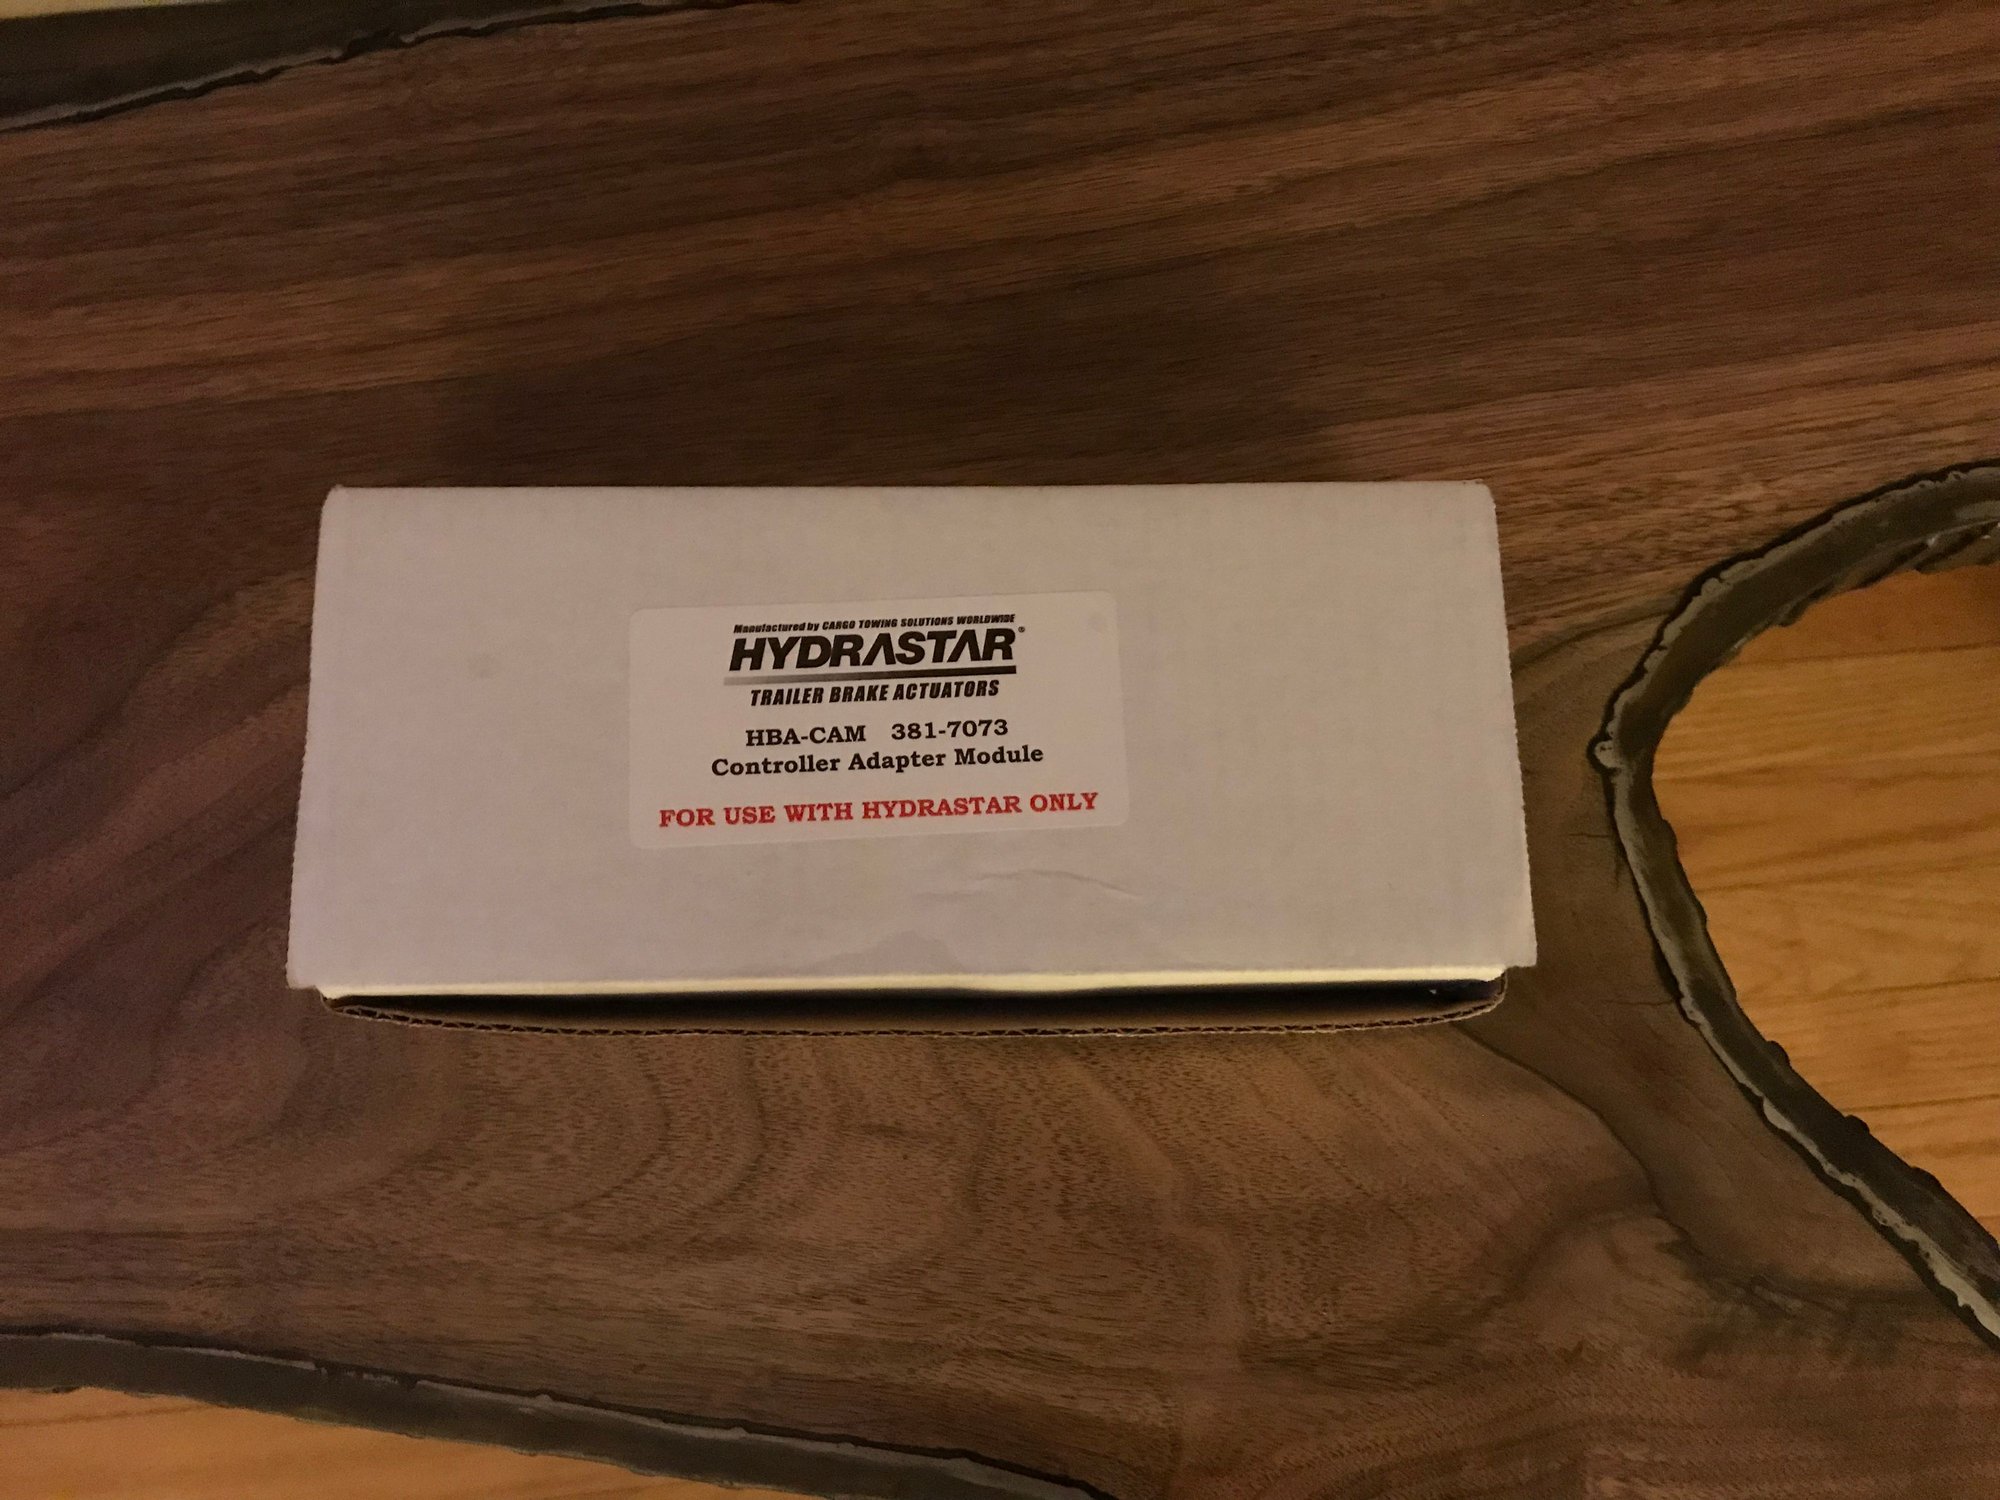 Manufactured by CARGO TOWING SOLUTIONS WORLDWIDE
HYDRASTAR®
TRAILER BRAKE ACTUATORS
HBA-CAM 381-7073
Controller Adapter Module
FOR USE WITH HYDRASTAR ONLY